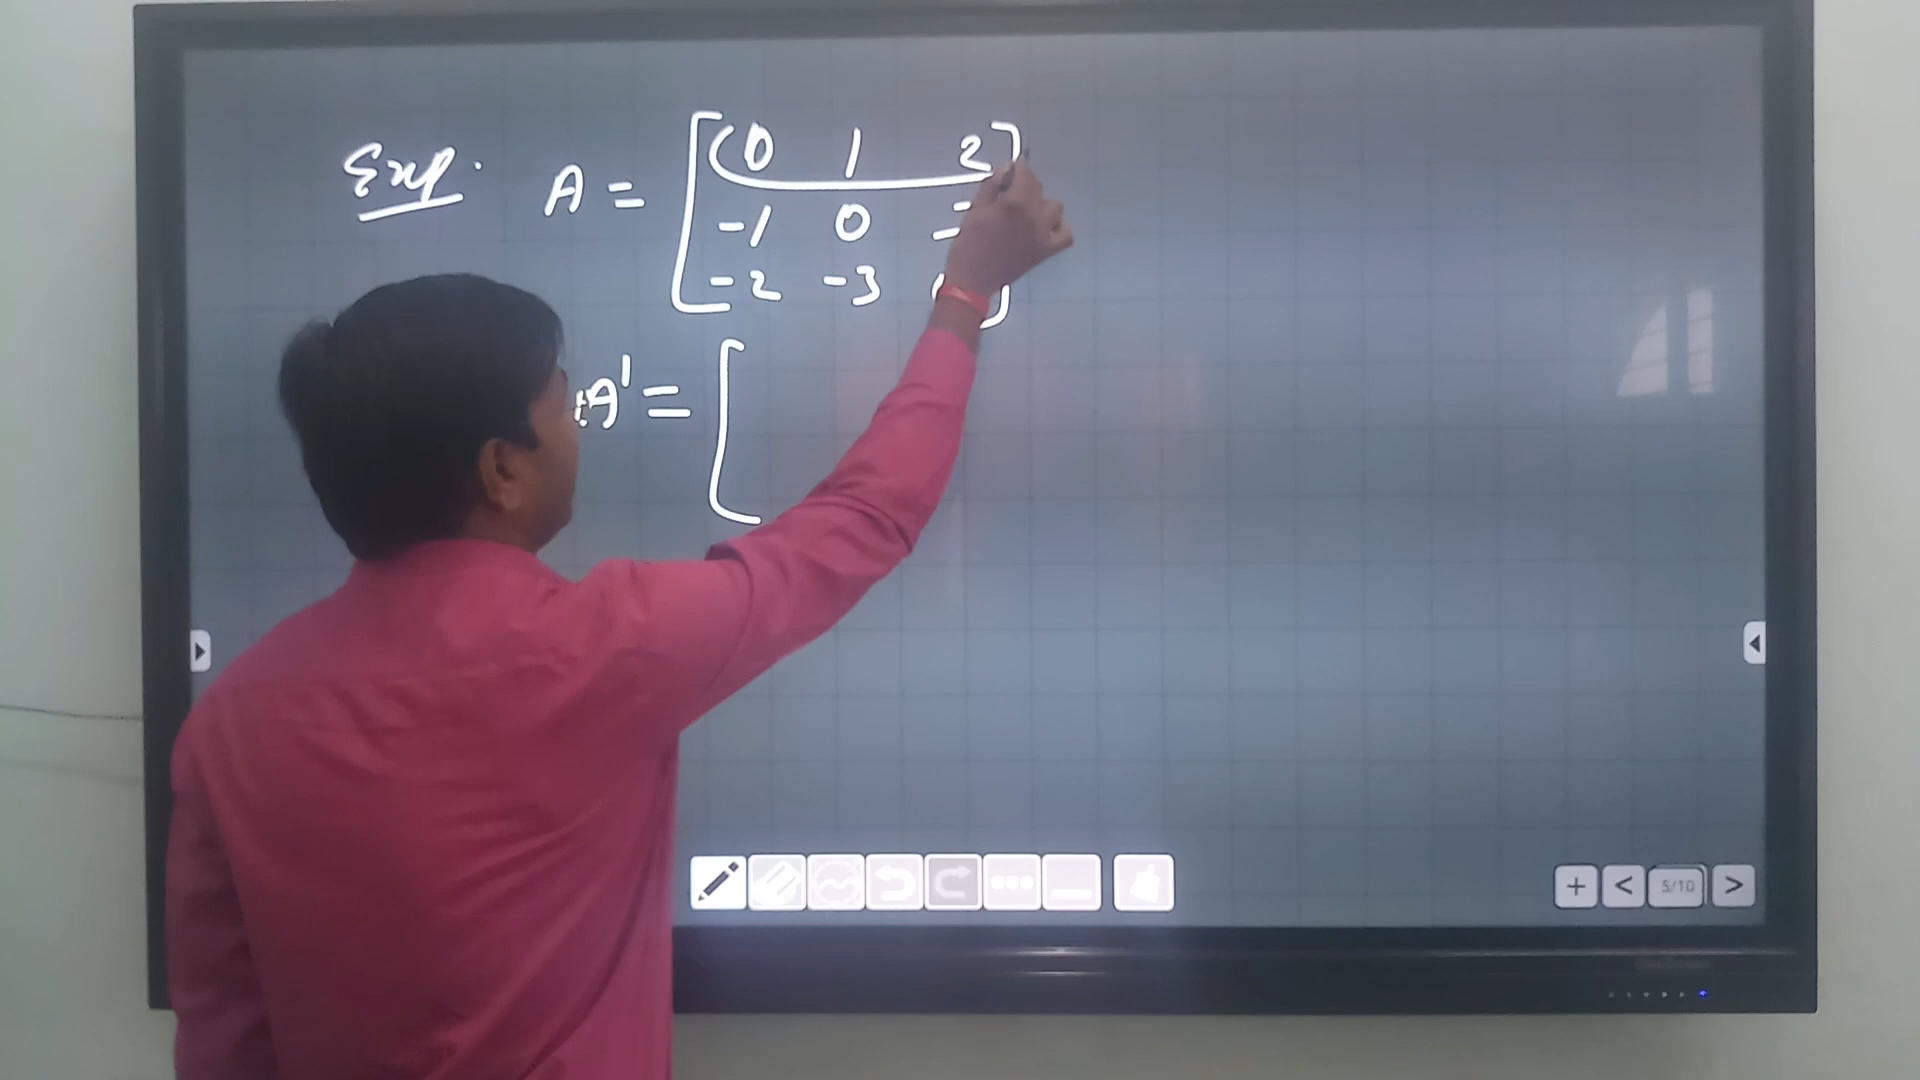 Exp. A = [ 0 1 2 ]
-1 0
-2 -3
A' = [
5/10